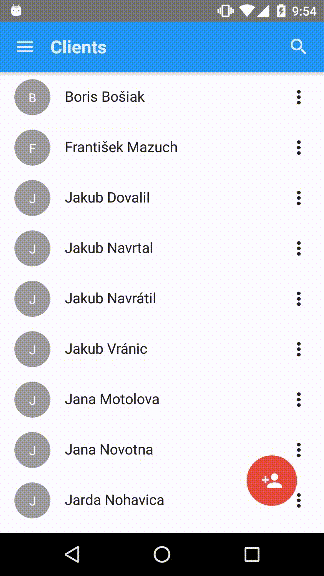 9:54
Clients
B Boris Bošiak
F František Mazuch
J Jakub Dovalil
J Jakub Navrtal
J Jakub Navrátil
J Jakub Vránic
J Jana Motolova
J Jana Novotna
J Jarda Nohavica